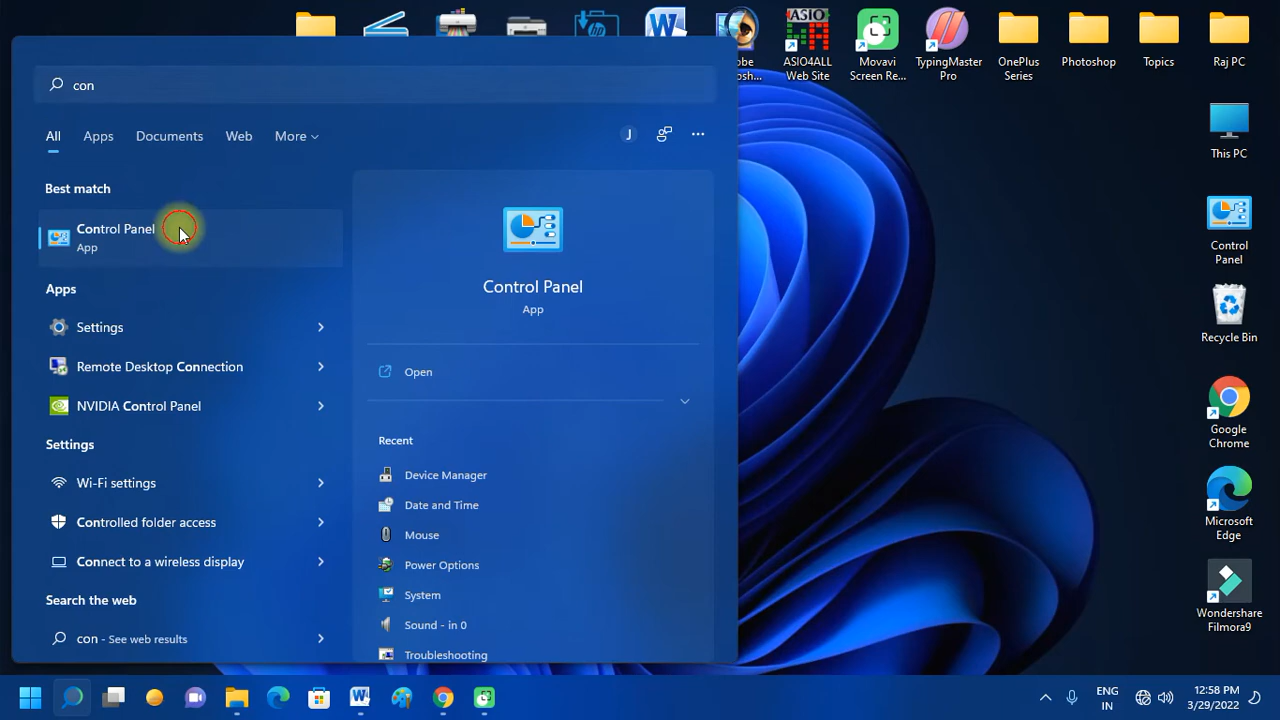 con
All
Apps
Documents
Web
More
J
Best match
Control Panel
App
Apps
Settings
Remote Desktop Connection
NVIDIA Control Panel
Settings
Wi-Fi settings
Controlled folder access
Connect to a wireless display
Search the web
con - See web results
Control Panel
App
Open
Recent
Device Manager
Date and Time
Mouse
Power Options
System
Sound - in 0
Troubleshooting
ASIO
ASIO4ALL
Web Site
Movavi
Screen Re...
TypingMaster
Pro
OnePlus
Series
Photoshop
Topics
Raj PC
This PC
Control
Panel
Recycle Bin
Google
Chrome
Microsoft
Edge
Wondershare
Filmora9
ENG
IN
12:58 PM
3/29/2022